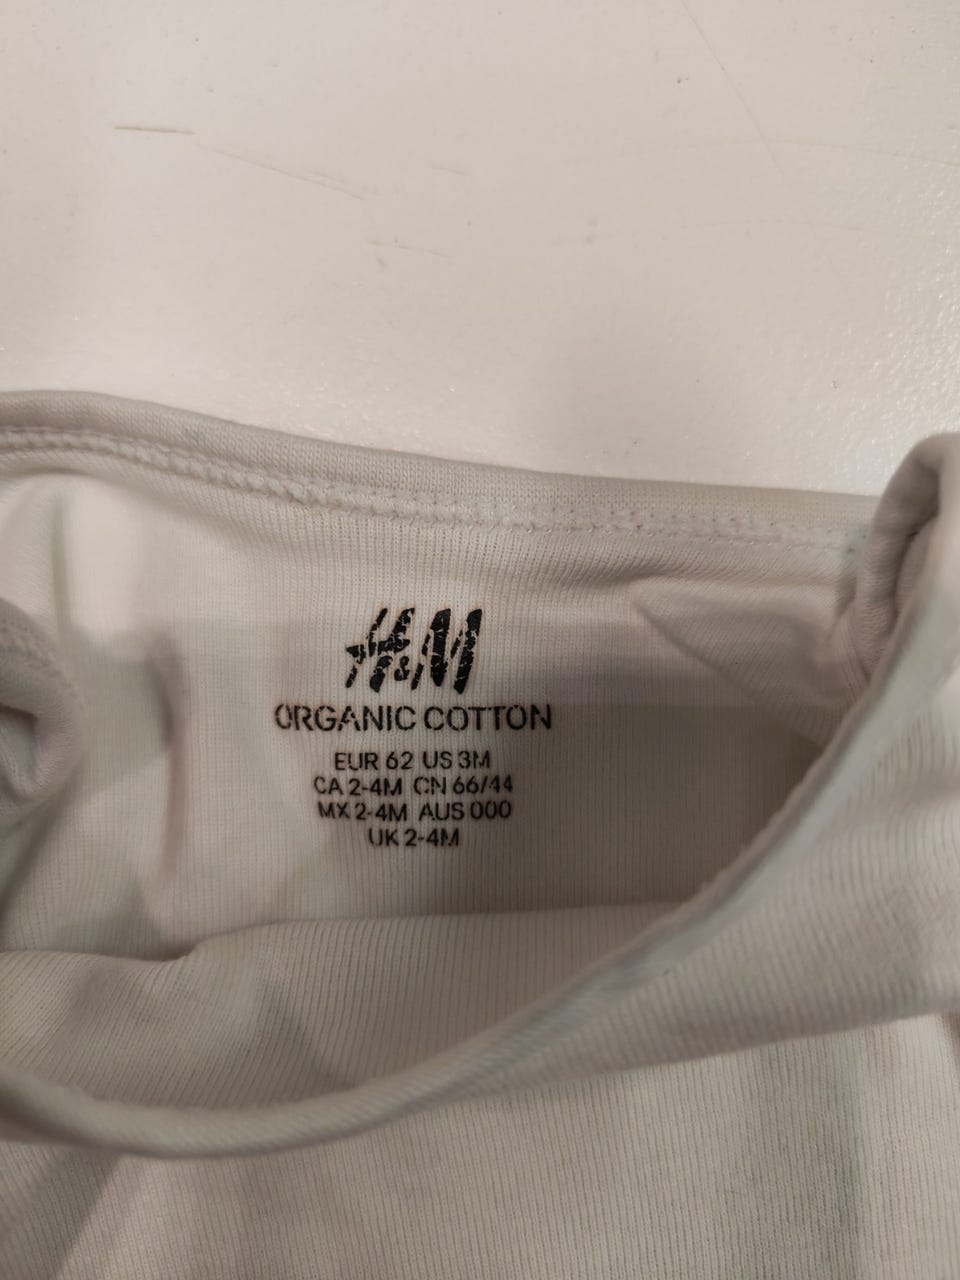 H&M
ORGANIC COTTON
EUR 62 US 3M
CA 2-4M CN 66/44
MX 2-4M AUS 000
UK 2-4M